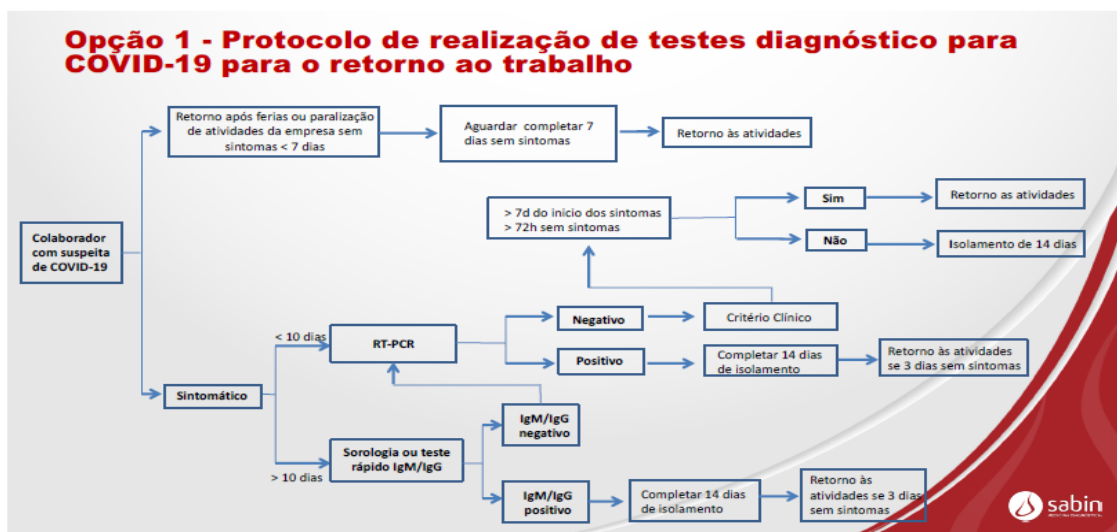 Opção 1 - Protocolo de realização de testes diagnóstico para
COVID-19 para o retorno ao trabalho
Retorno após ferias ou paralização
de atividades da empresa sem
sintomas < 7 dias
Aguardar completar 7
dias sem sintomas
Retorno às atividades
> 7d do inicio dos sintomas
> 72h sem sintomas
Sim
Retorno as atividades
Não
Isolamento de 14 dias
Colaborador
com suspeita
de COVID-19
< 10 dias
RT-PCR
Negativo
Critério Clínico
Positivo
Completar 14 dias
de isolamento
Retorno às atividades
se 3 dias sem sintomas
Sintomático
IgM/IgG
negativo
> 10 dias
Sorologia ou teste
rápido IgM/IgG
IgM/IgG
positivo
Completar 14 dias
de isolamento
Retorno às
atividades se 3 dias
sem sintomas
sabin